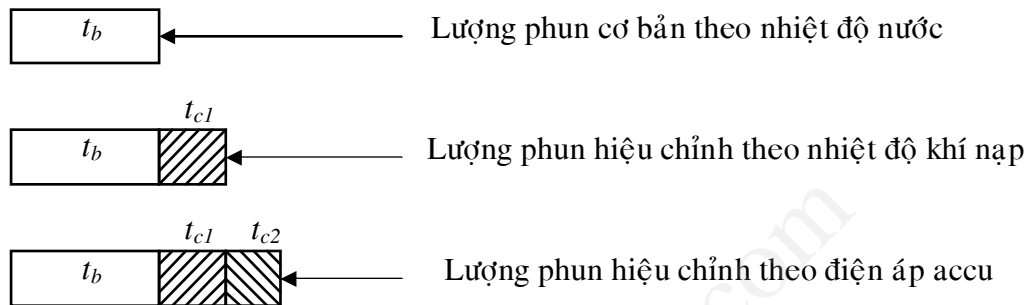 t_b Lượng phun cơ bản theo nhiệt độ nước
t_c1
t_b Lượng phun hiệu chỉnh theo nhiệt độ khí nạp
t_c1 t_c2
t_b Lượng phun hiệu chỉnh theo điện áp accu
com